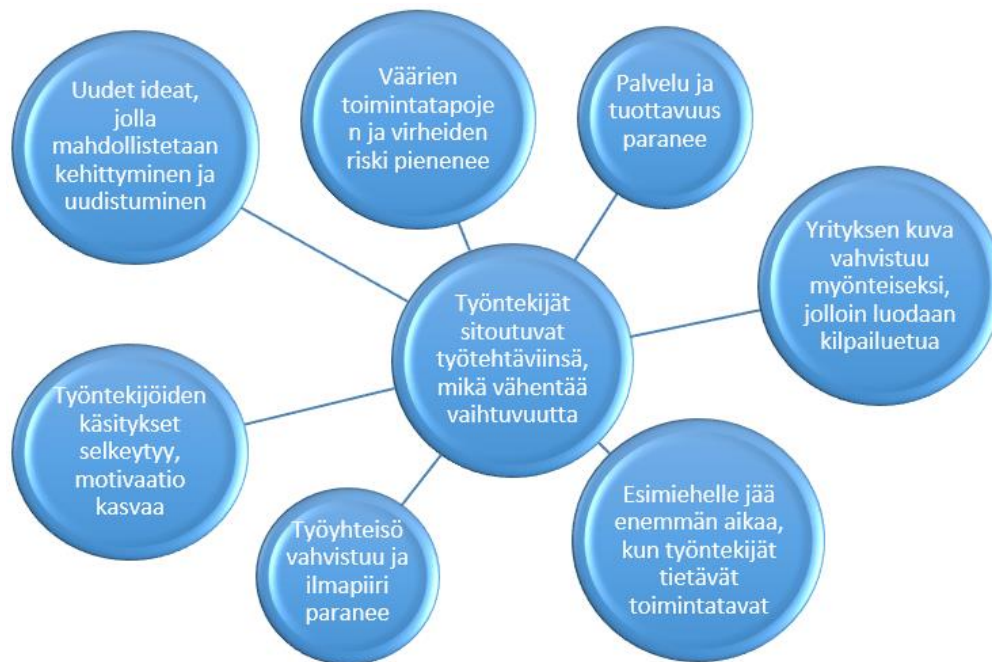 Uudet ideat,
jolla
mahdollistetaan
kehittyminen ja
uudistuminen
Väärien
toimintatapoje
n ja virheiden
riski pienenee
Palvelu ja
tuottavuus
paranee
Yrityksen kuva
vahvistuu
myönteiseksi,
jolloin luodaan
kilpailuetua
Työntekijät
sitoutuvat
työtehtäviinsä,
mikä vähentää
vaihtuvuutta
Työntekijöiden
käsitykset
selkeytyy,
motivaatio
kasvaa
Työyhteisö
vahvistuu ja
ilmapiiri
paranee
Esimiehelle jää
enemmän aikaa,
kun työntekijät
tietävät
toimintatavat